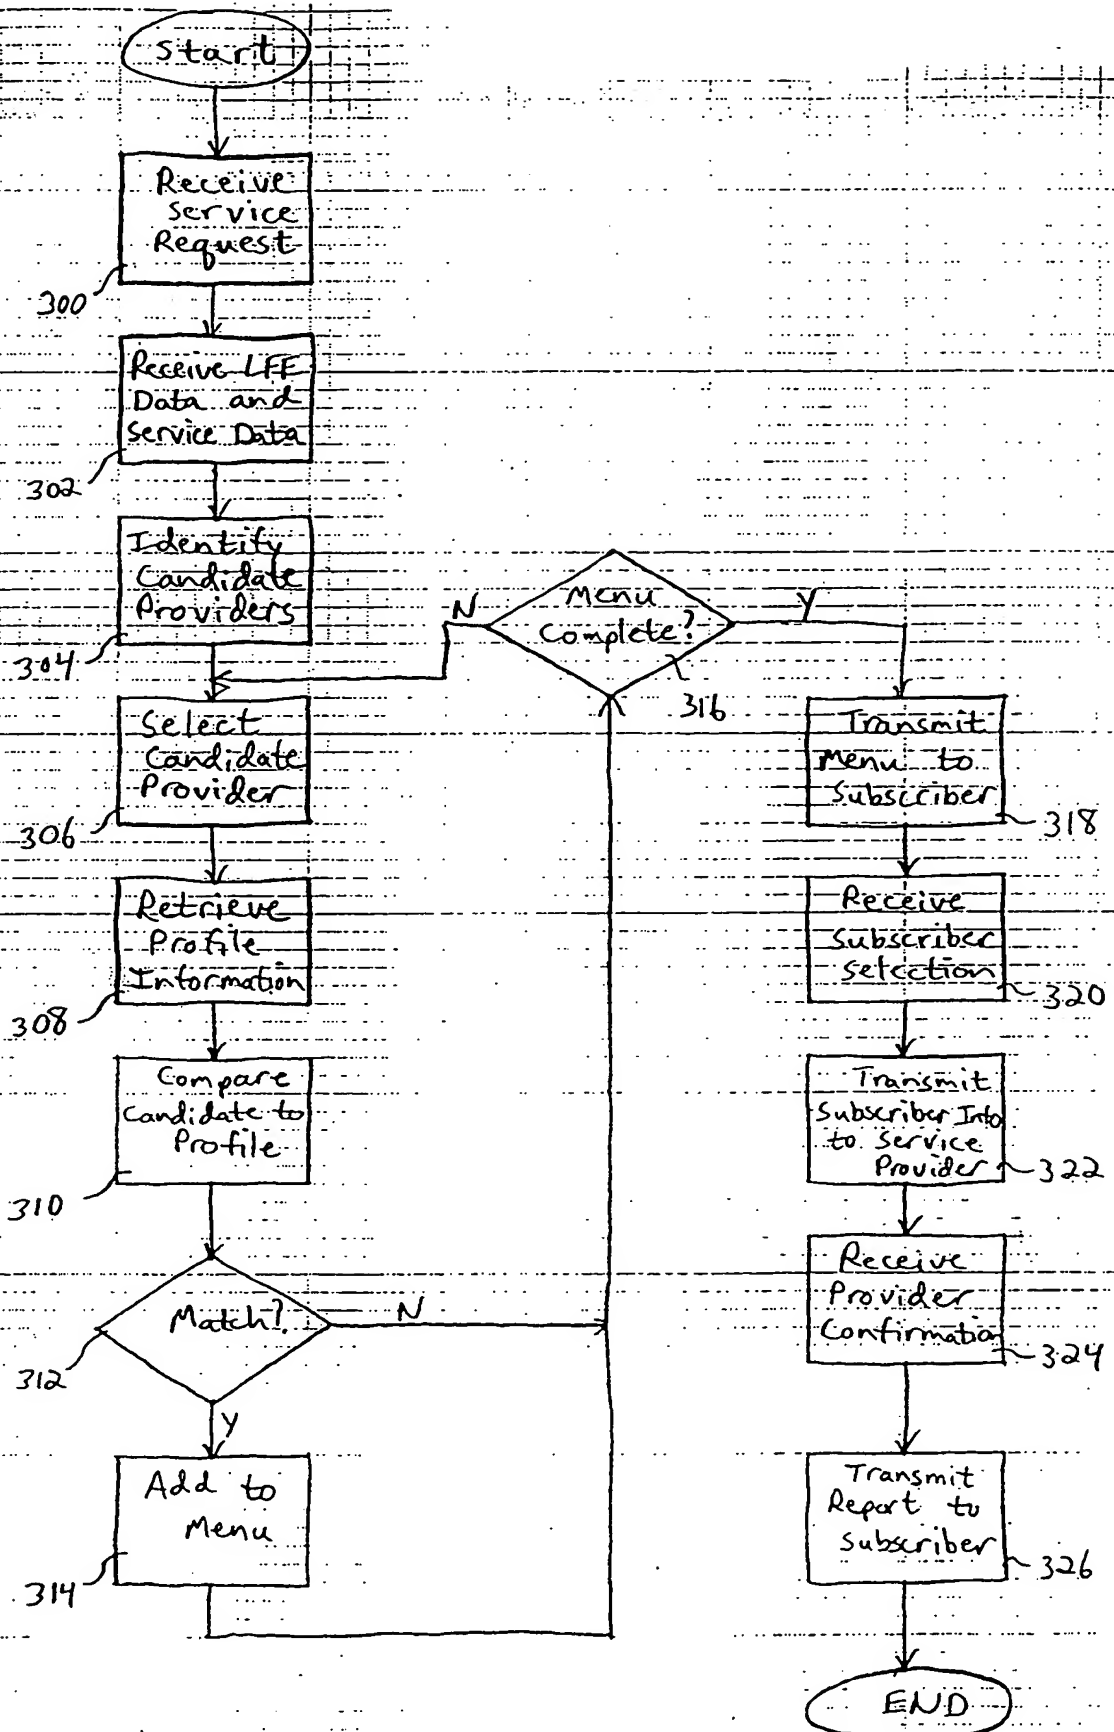 Start
Receive
Service
Request
300
Receive LFE
Data and
Service Data
302
Identify
Candidate
Providers
304
Select
Candidate
Provider
306
Retrieve
Profile
Information
308
Compare
Candidate to
Profile
310
Match?
N
312
Y
Add to
Menu
314
Menu
Complete?
N
Y
316
Transmit
Menu to
Subscriber
318
Receive
Subscriber
Selection
320
Transmit
Subscriber Info
to Service
Provider
322
Receive
Provider
Confirmation
324
Transmit
Report to
Subscriber
326
END